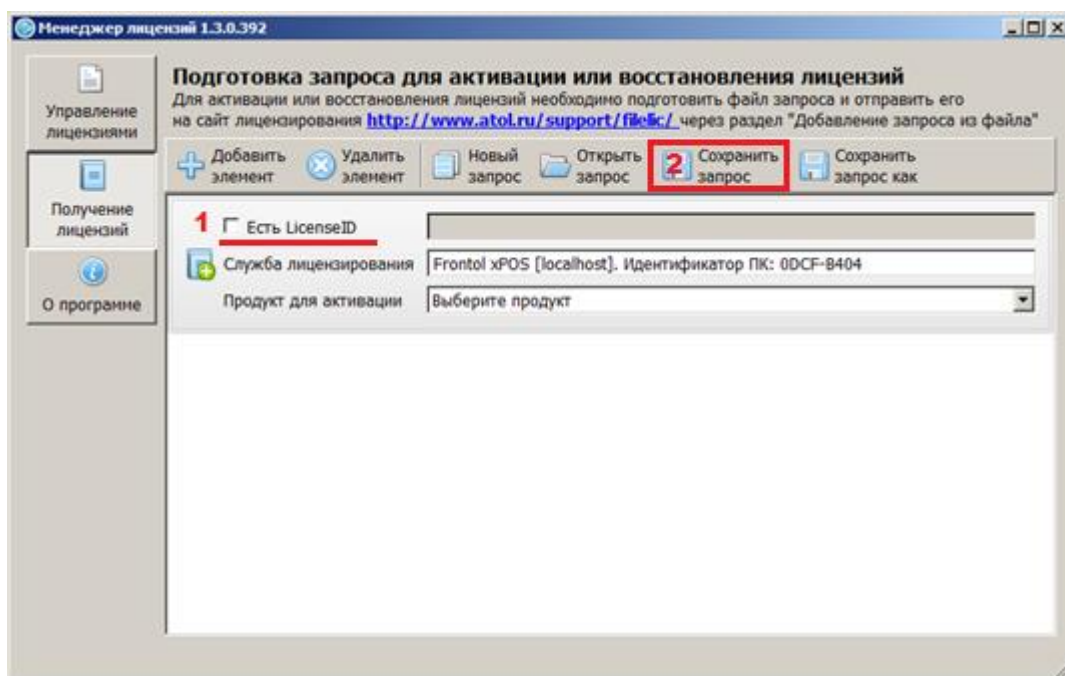 Менеджер лицензий 1.3.0.392
Управление
лицензиями
Получение
лицензий
О программе
Подготовка запроса для активации или восстановления лицензий
Для активации или восстановления лицензий необходимо подготовить файл запроса и отправить его
на сайт лицензирования http://www.atol.ru/support/filelic/ через раздел "Добавление запроса из файла"
Добавить
элемент
Удалить
элемент
Новый
запрос
Открыть
запрос
2
Сохранить
запрос
Сохранить
запрос как
1
Есть LicenseID
Служба лицензирования
Frontol xPOS [localhost]. Идентификатор ПК: 0DCF-B404
Продукт для активации
Выберите продукт